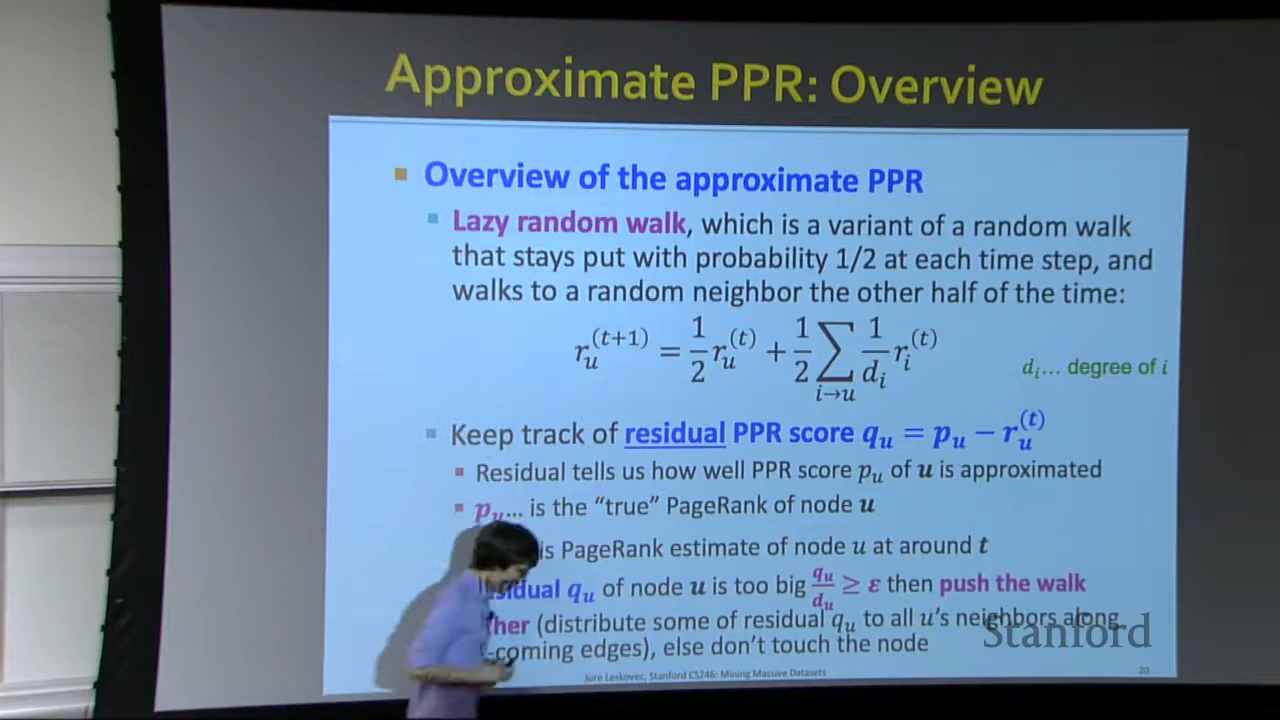 Approximate PPR: Overview
Overview of the approximate PPR
Lazy random walk, which is a variant of a random walk
that stays put with probability 1/2 at each time step, and
walks to a random neighbor the other half of the time:
r_u^(t+1) = 1/2 r_u^(t) + 1/2 ∑_{i→u} 1/d_i r_i^(t)
d_i... degree of i
Keep track of residual PPR score q_u = p_u − r_u^(t)
Residual tells us how well PPR score p_u of u is approximated
p_u... is the "true" PageRank of node u
is PageRank estimate of node u at around t
q_u of node u is too big q_u/d_u ≥ ε then push the walk
(distribute some of residual q_u to all u's neighbors along
coming edges), else don't touch the node
Stanford
Jure Leskovec, Stanford CS246: Mining Massive Datasets
20